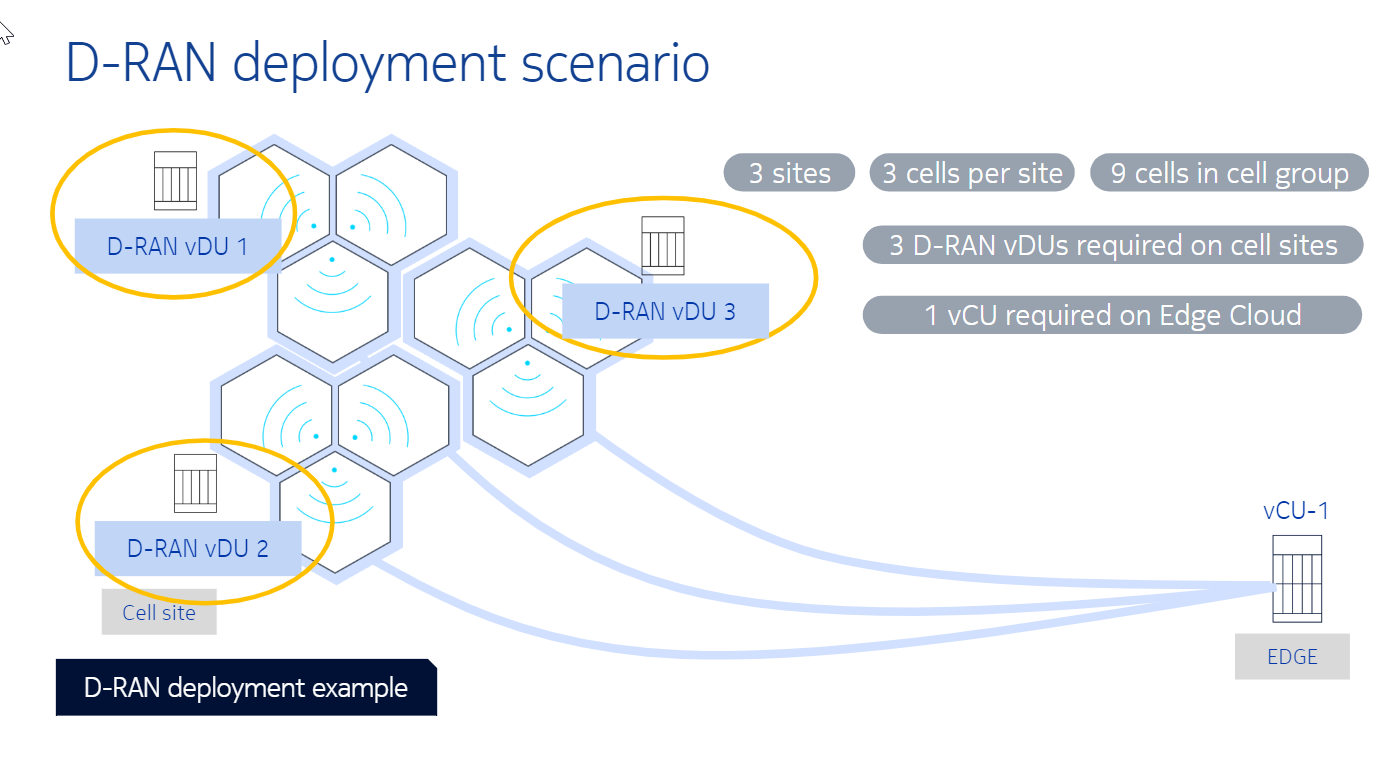 D-RAN deployment scenario
3 sites
3 cells per site
9 cells in cell group
3 D-RAN vDUs required on cell sites
1 vCU required on Edge Cloud
D-RAN vDU 1
D-RAN vDU 3
D-RAN vDU 2
Cell site
vCU-1
EDGE
D-RAN deployment example